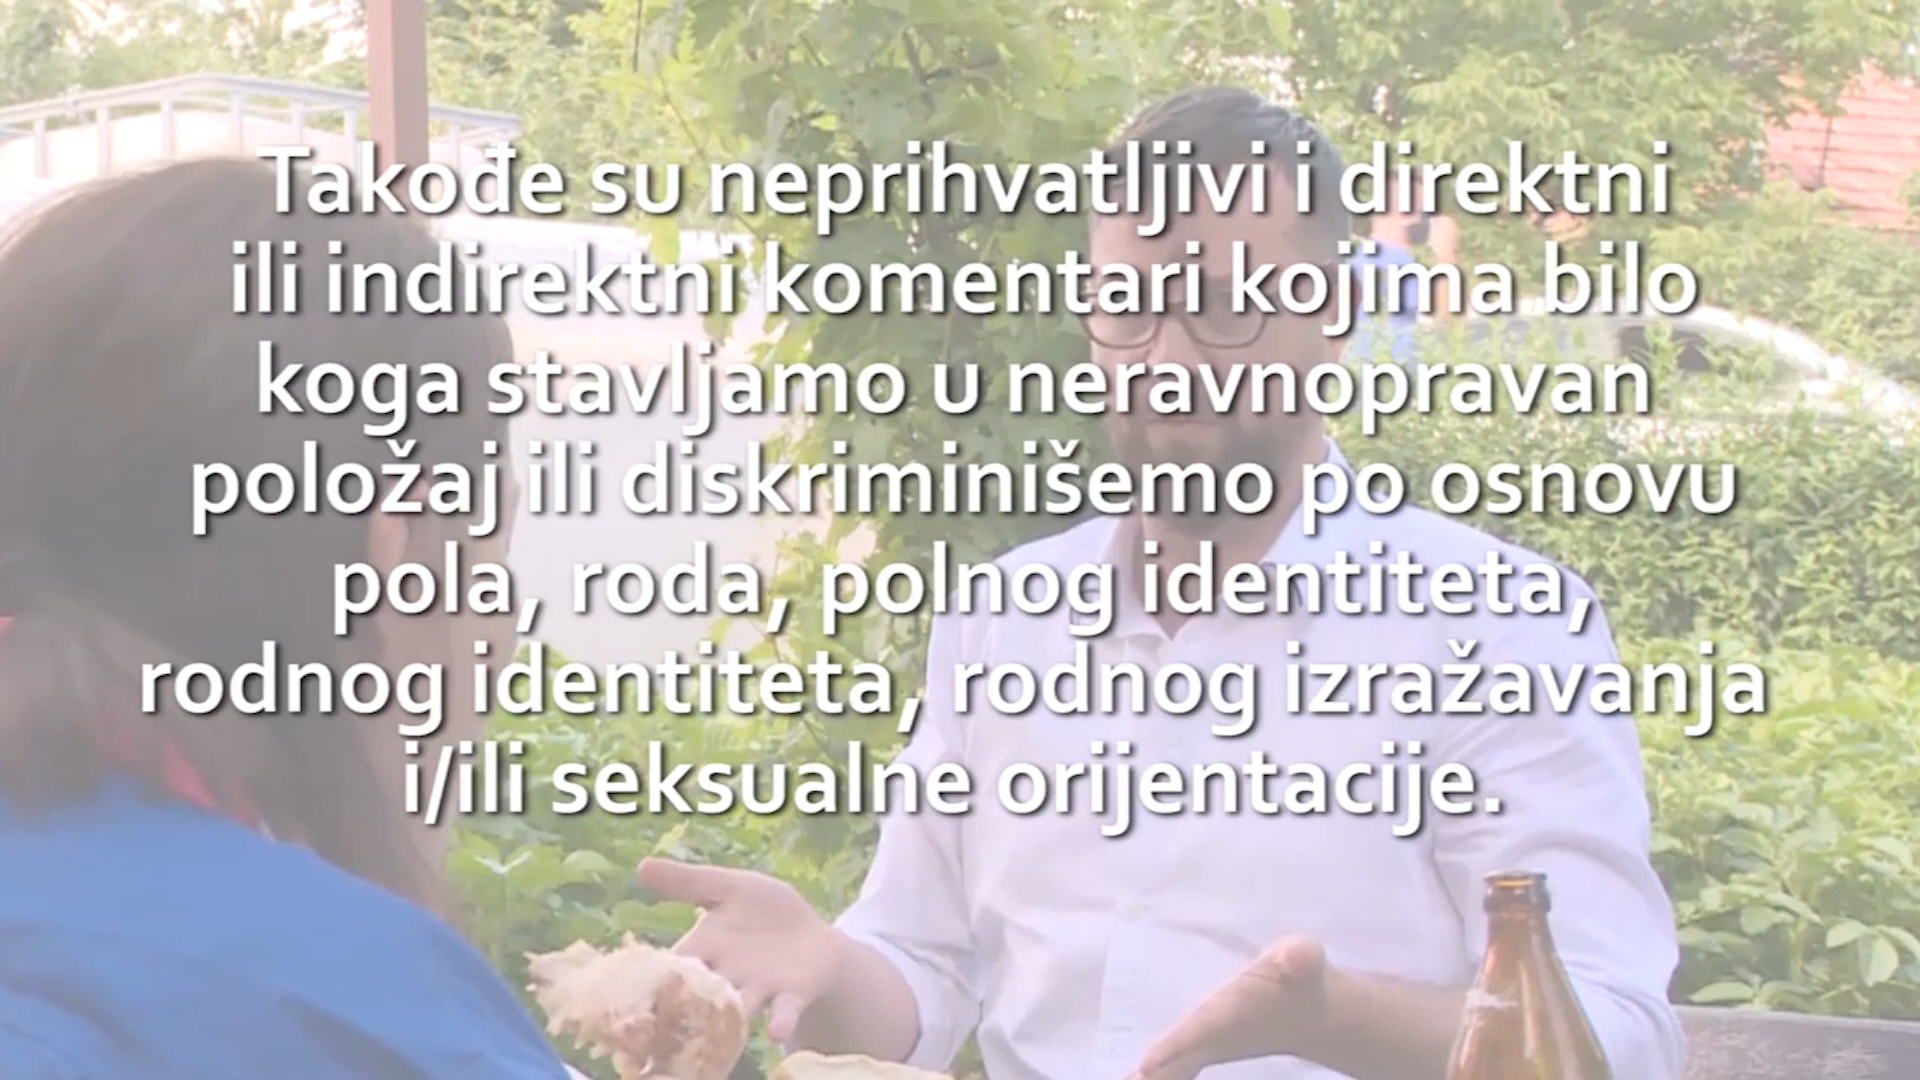 Takođe su neprihvatljivi i direktni
ili indirektni komentari kojima bilo
koga stavljamo u neravnopravan
položaj ili diskriminišemo po osnovu
pola, roda, polnog identiteta,
rodnog identiteta, rodnog izražavanja
i/ili seksualne orijentacije.